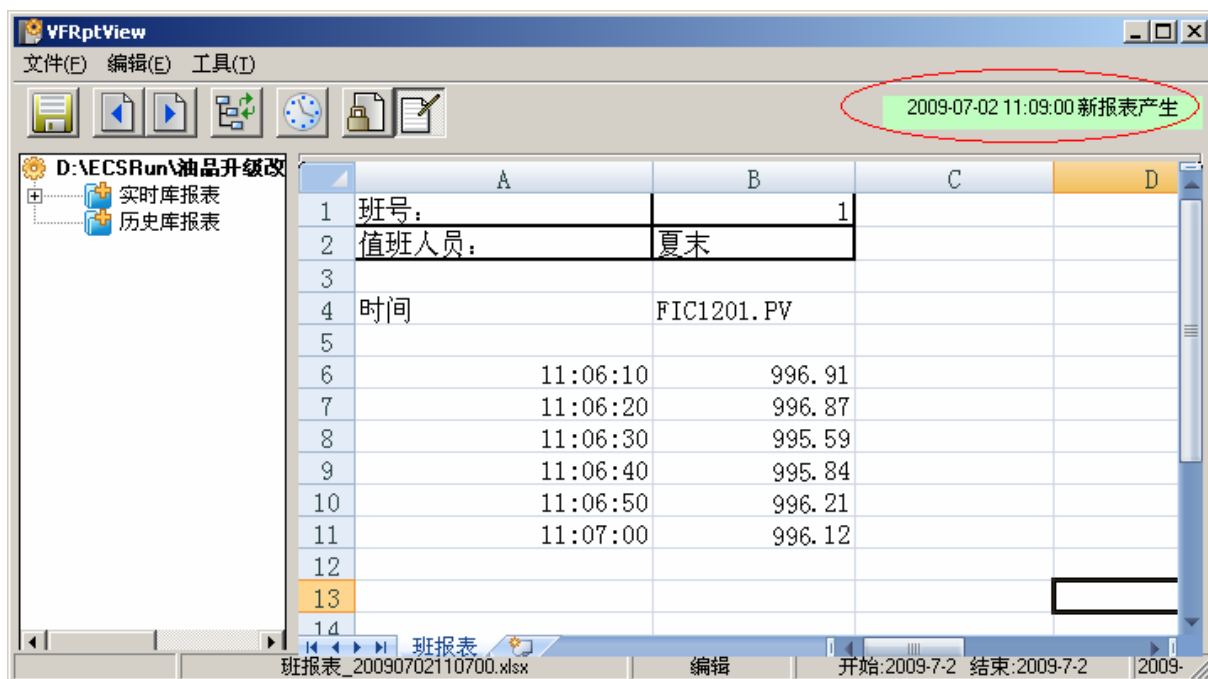 VFRptView
文件(F) 编辑(E) 工具(T)
2009-07-02 11:09:00 新报表产生
D:\ECSRun\油品升级改
实时库报表
历史库报表
A B C D
1 班号: 1
2 值班人员: 夏末
3
4 时间 FIC1201.PV
5
6 11:06:10 996.91
7 11:06:20 996.87
8 11:06:30 995.59
9 11:06:40 995.84
10 11:06:50 996.21
11 11:07:00 996.12
12
13
14
班报表
班报表_20090702110700.xlsx 编辑 开始:2009-7-2 结束:2009-7-2 2009-